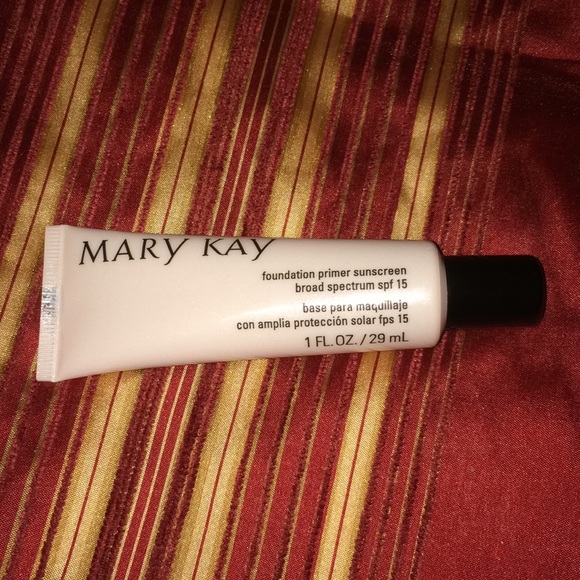 MARY KAY
foundation primer sunscreen
broad spectrum spf 15
base para maquillaje
con amplia protección solar fps 15
1 FL. OZ. / 29 mL